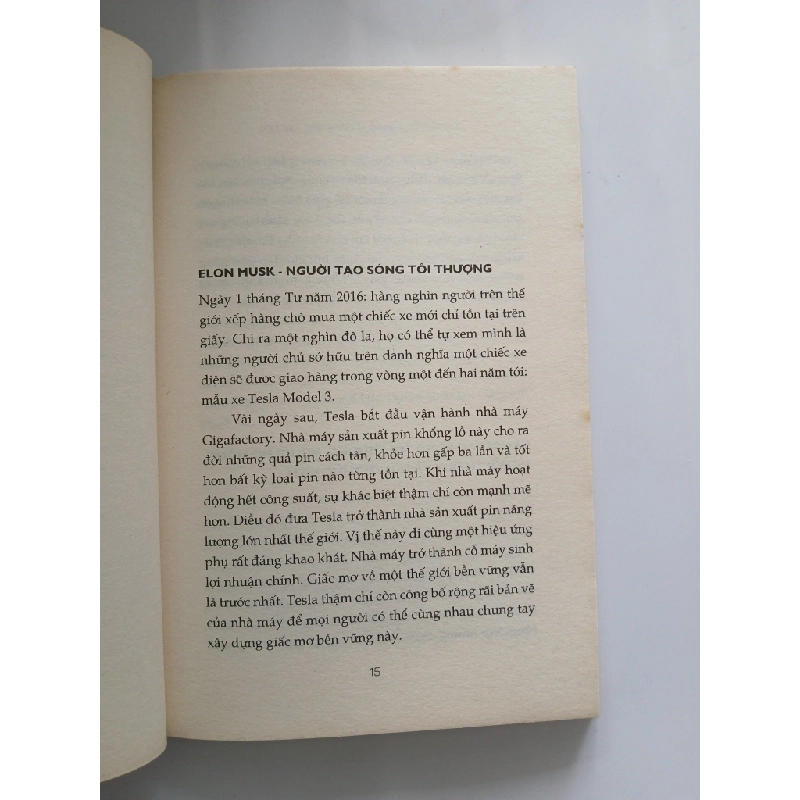 ELON MUSK - NGƯỜI TẠO SÓNG TỐI THƯỢNG
Ngày 1 tháng Tư năm 2016: hàng nghìn người trên thế
giới xếp hàng chờ mua một chiếc xe mới chỉ tồn tại trên
giấy. Chi ra một nghìn đô la, họ có thể tự xem mình là
những người chủ sở hữu trên danh nghĩa một chiếc xe
điện sẽ được giao hàng trong vòng một đến hai năm tới:
mẫu xe Tesla Model 3.
Vài ngày sau, Tesla bắt đầu vận hành nhà máy
Gigafactory. Nhà máy sản xuất pin khổng lồ này cho ra
đời những quả pin cách tân, khỏe hơn gấp ba lần và tốt
hơn bất kỳ loại pin nào từng tồn tại. Khi nhà máy hoạt
động hết công suất, sự khác biệt thậm chí còn mạnh mẽ
hơn. Điều đó đưa Tesla trở thành nhà sản xuất pin năng
lượng lớn nhất thế giới. Vị thế này đi cùng một hiệu ứng
phụ rất đáng khao khát. Nhà máy trở thành cỗ máy sinh
lợi nhuận chính. Giấc mơ về một thế giới bền vững vẫn
là trước nhất. Tesla thậm chí còn công bố rộng rãi bản vẽ
của nhà máy để mọi người có thể cùng nhau chung tay
xây dựng giấc mơ bền vững này.
15